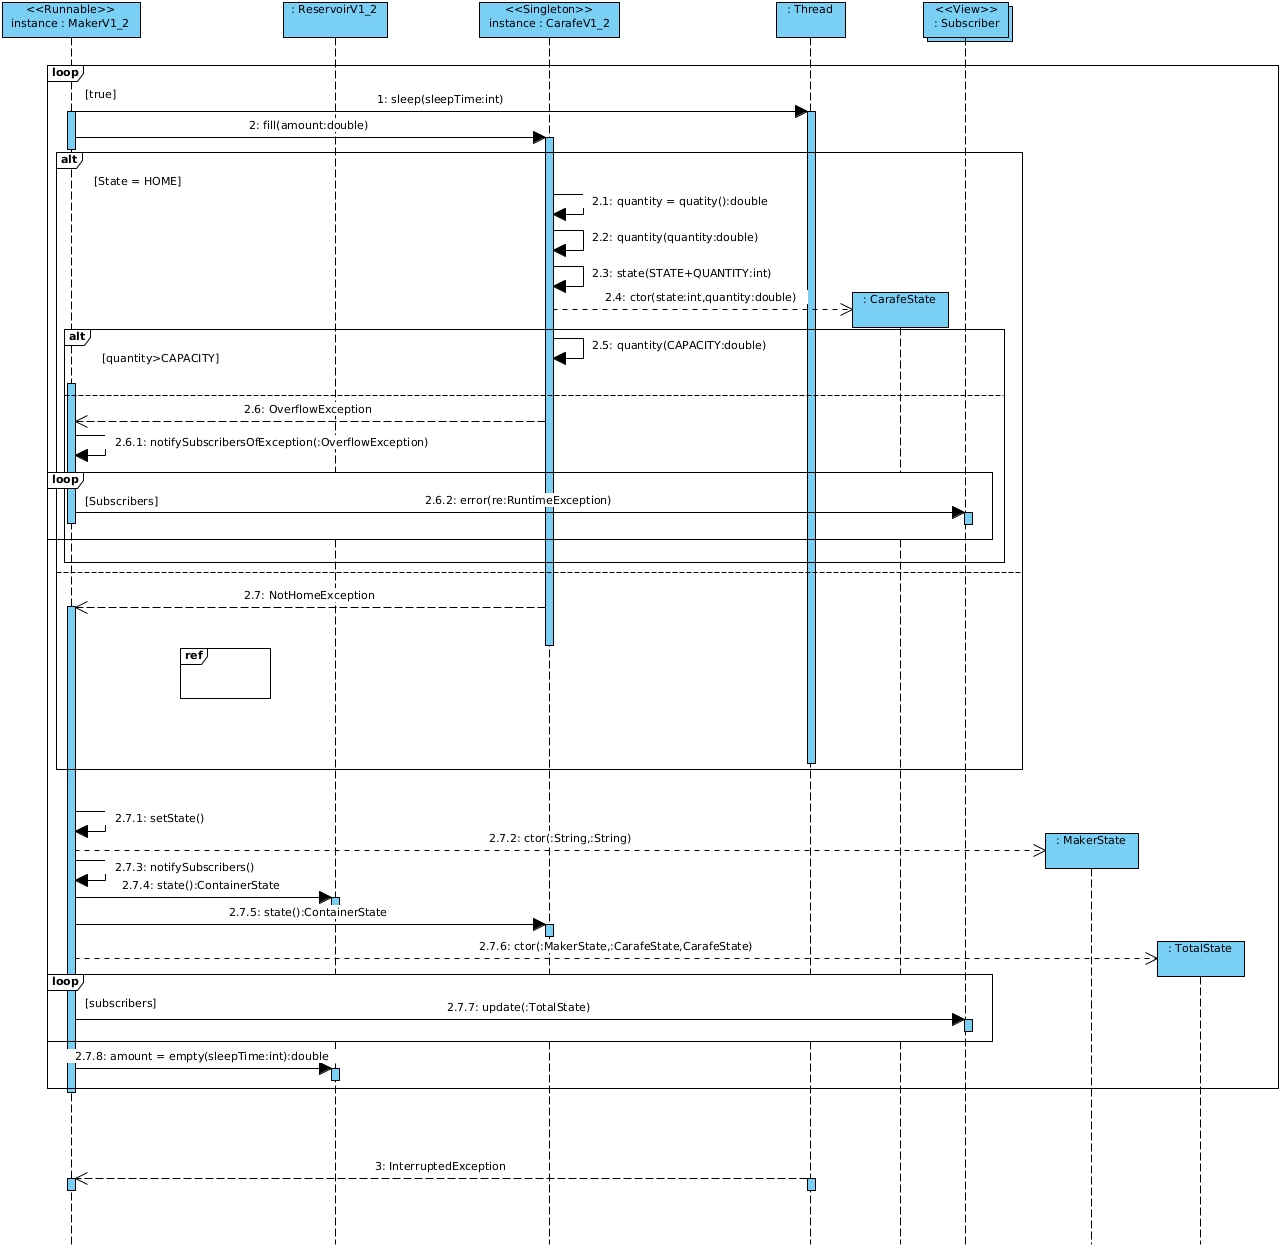 <<Runnable>>
instance : MakerV1_2
: ReservoirV1_2
<<Singleton>>
instance : CarafeV1_2
: Thread
<<View>>
: Subscriber
loop
[true]
1: sleep(sleepTime:int)
2: fill(amount:double)
alt
[State = HOME]
2.1: quantity = quatity():double
2.2: quantity(quantity:double)
2.3: state(STATE+QUANTITY:int)
2.4: ctor(state:int,quantity:double)
: CarafeState
alt
[quantity>CAPACITY]
2.5: quantity(CAPACITY:double)
2.6: OverflowException
2.6.1: notifySubscribersOfException(:OverflowException)
loop
[Subscribers]
2.6.2: error(re:RuntimeException)
2.7: NotHomeException
ref
2.7.1: setState()
2.7.2: ctor(:String,:String)
: MakerState
2.7.3: notifySubscribers()
2.7.4: state():ContainerState
2.7.5: state():ContainerState
2.7.6: ctor(:MakerState,:CarafeState,CarafeState)
: TotalState
loop
[subscribers]
2.7.7: update(:TotalState)
2.7.8: amount = empty(sleepTime:int):double
3: InterruptedException